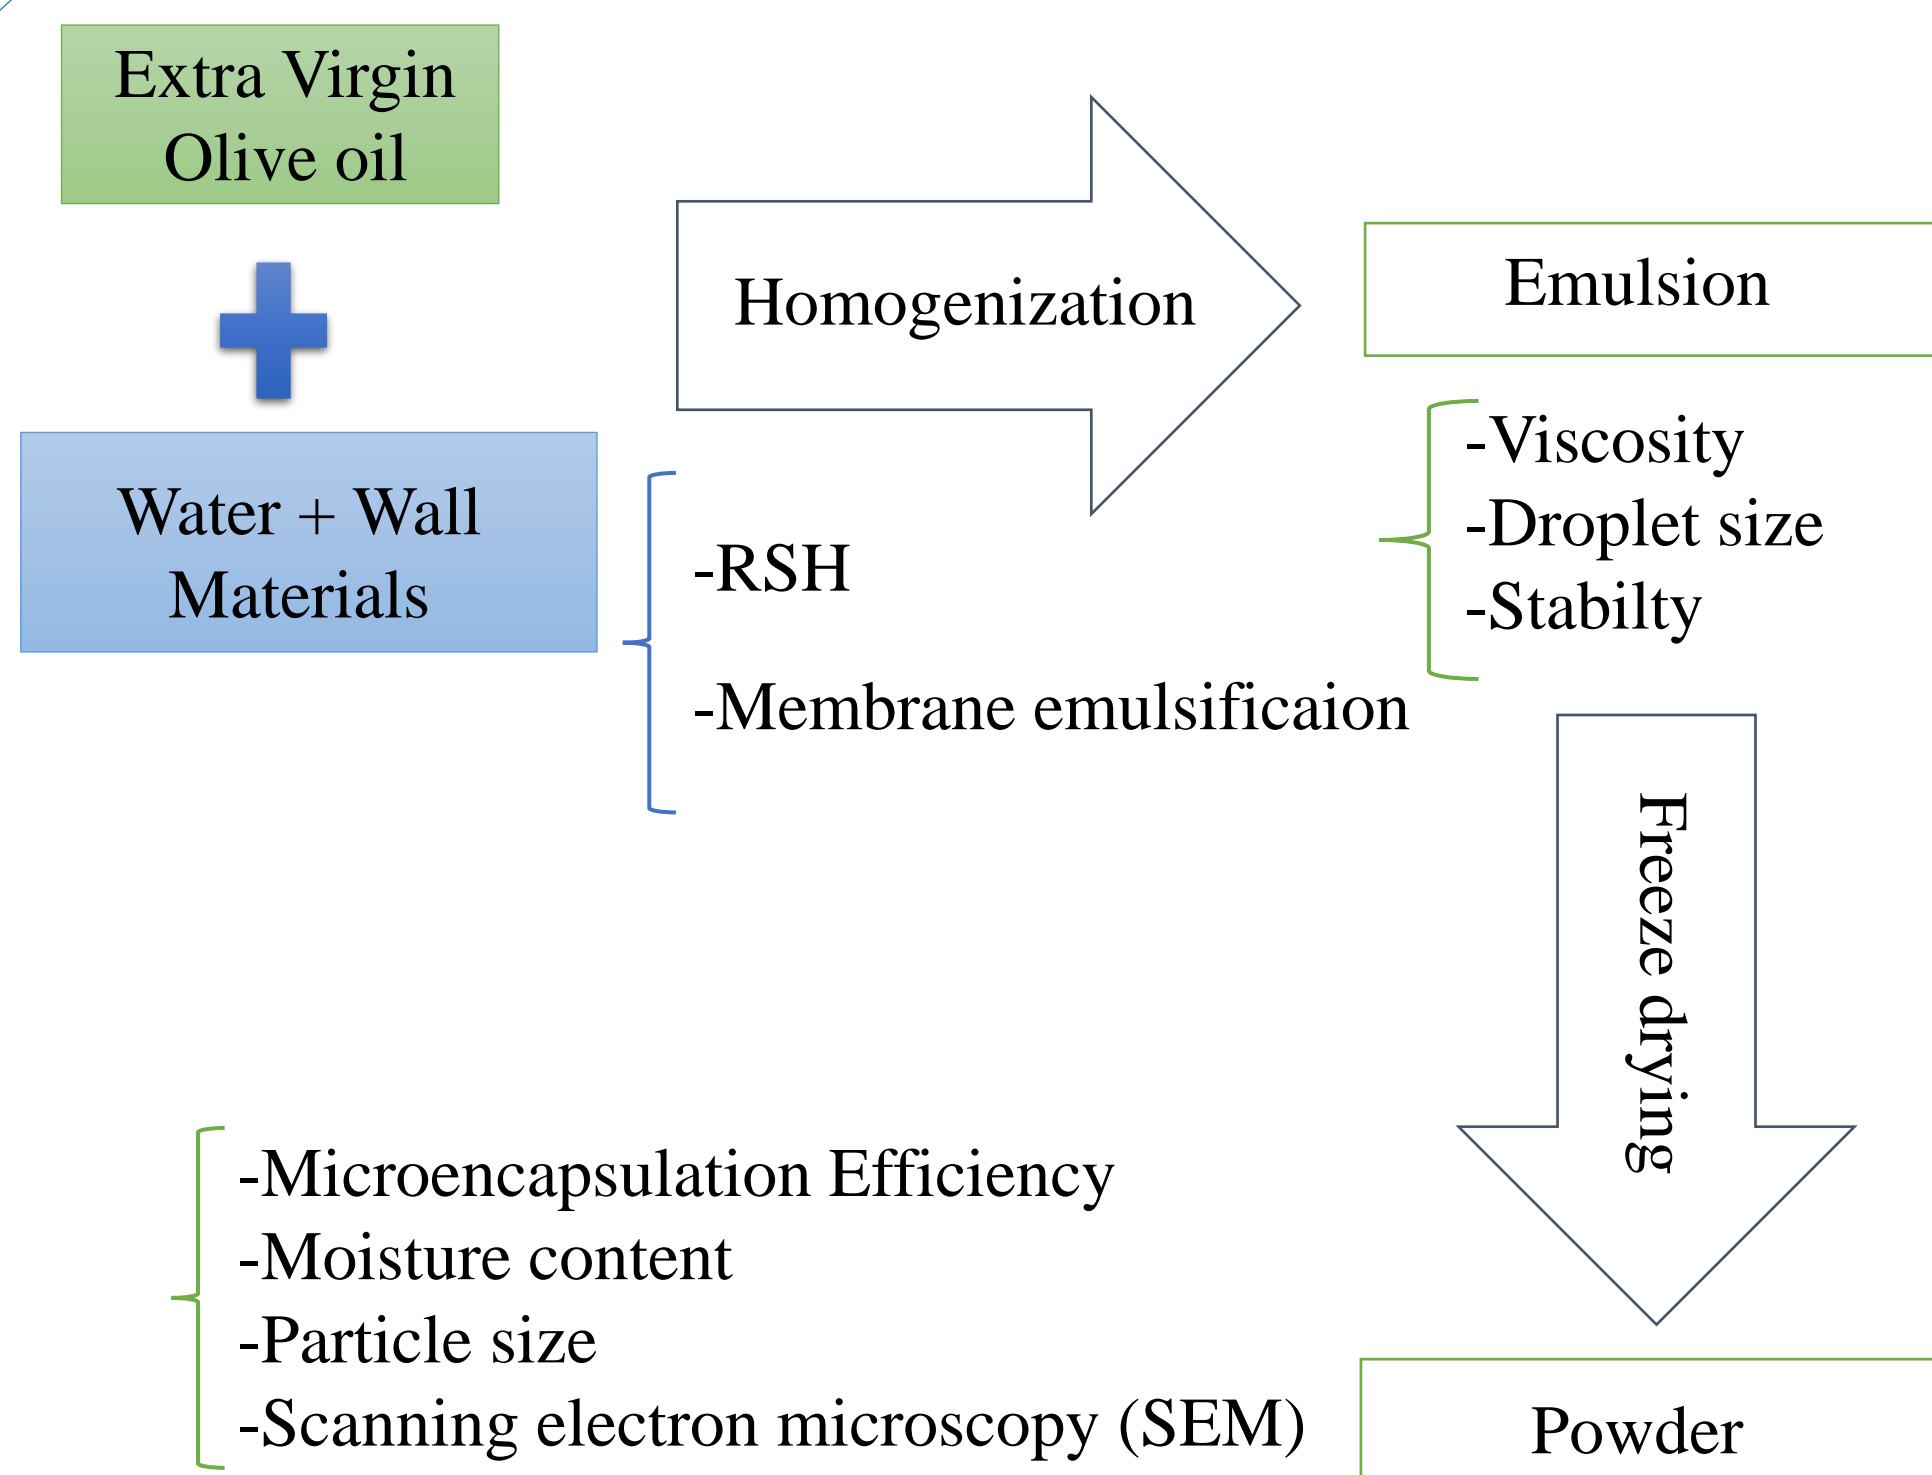 Extra Virgin
Olive oil
Water + Wall
Materials
Homogenization
-RSH
-Membrane emulsificaion
Emulsion
-Viscosity
-Droplet size
-Stabilty
Freeze drying
Powder
-Microencapsulation Efficiency
-Moisture content
-Particle size
-Scanning electron microscopy (SEM)